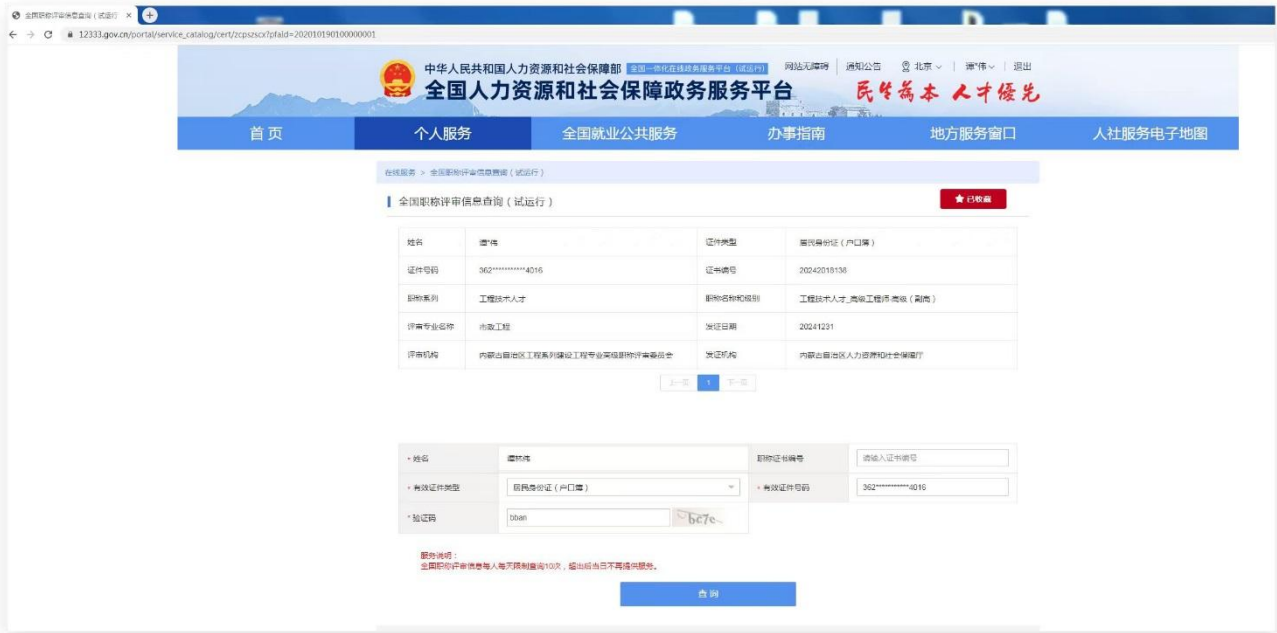 全国职称评审信息查询（试运行
12333.gov.cn/portal/service_catalog/cert/zcpszscx?pfaId=202010190100000001
中华人民共和国人力资源和社会保障部 全国一体化在线政务服务平台（试运行） 网站无障碍 通知公告 北京 谭*伟 退出
全国人力资源和社会保障政务服务平台 民生为本 人才优先
首页 个人服务 全国就业公共服务 办事指南 地方服务窗口 人社服务电子地图
在线服务 > 全国职称评审信息查询（试运行）
全国职称评审信息查询（试运行） 已收藏
姓名 谭*伟 证件类型 居民身份证（户口簿）
证件号码 362***********4016 证书编号 20242018136
职称系列 工程技术人才 职称名称和级别 工程技术人才_高级工程师-高级（副高）
评审专业名称 市政工程 发证日期 20241231
评审机构 内蒙古自治区工程系列建设工程专业高级职称评审委员会 发证机构 内蒙古自治区人力资源和社会保障厅
上一页 1 下一页
* 姓名 谭林伟 职称证书编号 请输入证书编号
* 有效证件类型 居民身份证（户口簿） * 有效证件号码 362***********4016
* 验证码 bban bc7c
服务说明：
全国职称评审信息每人每天限制查询10次，超出后当日不再提供服务。
查询